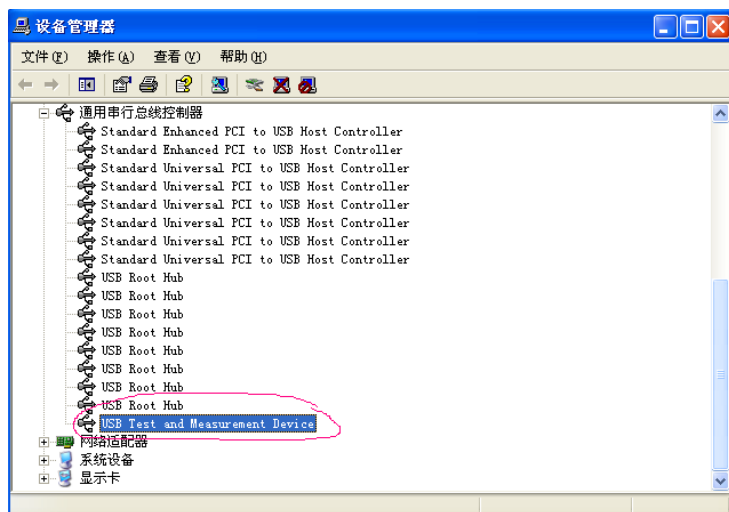 设备管理器
文件(F) 操作(A) 查看(V) 帮助(H)
通用串行总线控制器
Standard Enhanced PCI to USB Host Controller
Standard Enhanced PCI to USB Host Controller
Standard Universal PCI to USB Host Controller
Standard Universal PCI to USB Host Controller
Standard Universal PCI to USB Host Controller
Standard Universal PCI to USB Host Controller
Standard Universal PCI to USB Host Controller
Standard Universal PCI to USB Host Controller
USB Root Hub
USB Root Hub
USB Root Hub
USB Root Hub
USB Root Hub
USB Root Hub
USB Root Hub
USB Root Hub
USB Test and Measurement Device
网络适配器
系统设备
显示卡